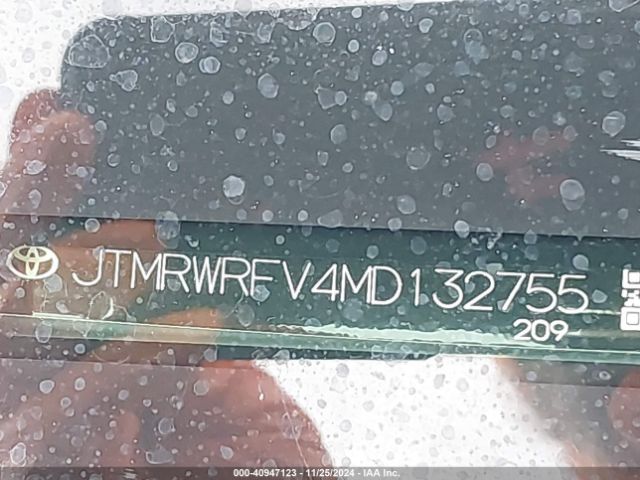 JTMRWRFV4MD132755
209
000-40947123 - 11/25/2024 - IAA Inc.